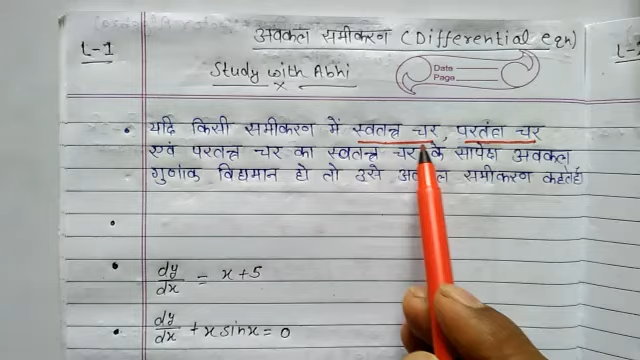 L-1
अवकल समीकरण (Differential eqn)
Study with Abhi
Date
Page
यदि किसी समीकरण में स्वतन्त्र चर, परतंत्र चर
एवं परतन्त्र चर का स्वतन्त्र चर के सापेक्ष अवकल
गुणांक विद्यमान हो तो उसे अवकल समीकरण कहतेहैं
dy/dx = x+5
dy/dx + x sinx = 0